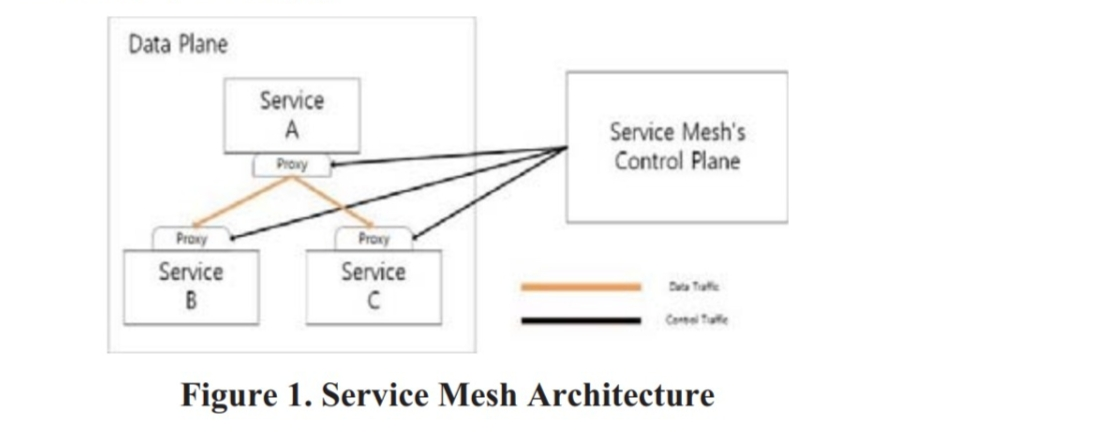 Data Plane
Service
A
Proxy
Service Mesh's
Control Plane
Proxy
Proxy
Service
B
Service
C
Data Traffic
Control Traffic
Figure 1. Service Mesh Architecture